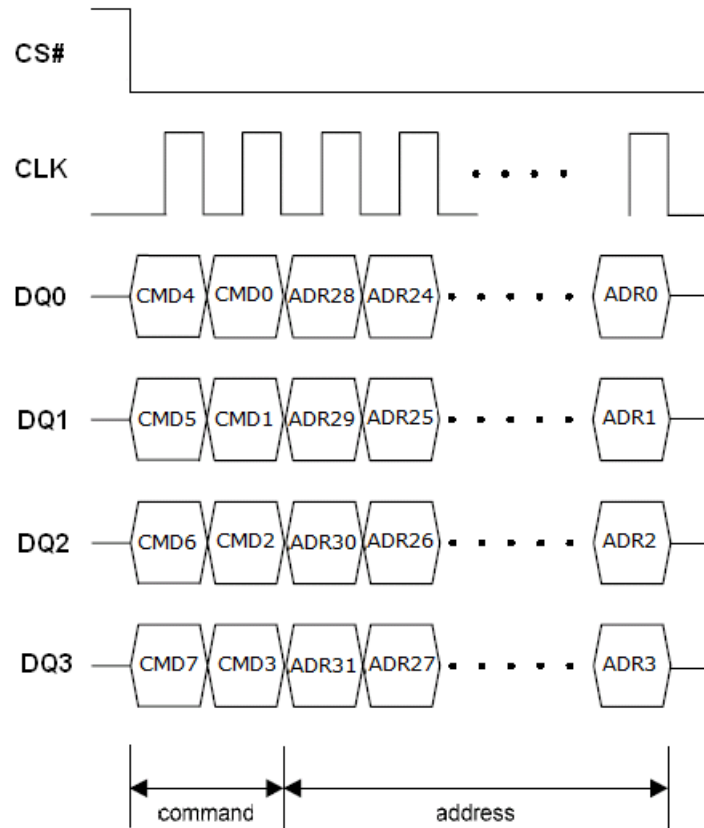 CS#
CLK
DQ0 CMD4 CMD0 ADR28 ADR24 ADR0
DQ1 CMD5 CMD1 ADR29 ADR25 ADR1
DQ2 CMD6 CMD2 ADR30 ADR26 ADR2
DQ3 CMD7 CMD3 ADR31 ADR27 ADR3
command address